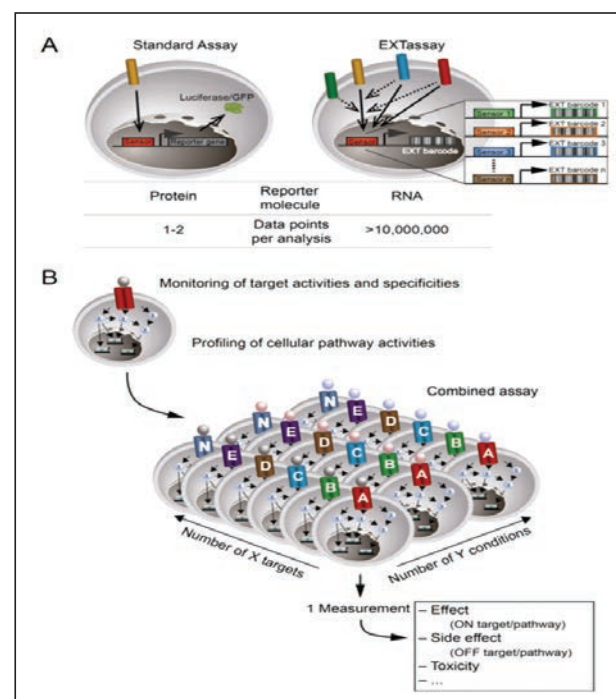 A
Standard Assay
EXTassay
Luciferase/GFP
Sensor
Reporter gene
Sensor
EXT barcode
Sensor 1
EXT barcode 1
Sensor 2
EXT barcode 2
Sensor 3
EXT barcode 3
Sensor n
EXT barcode n
Protein
Reporter
molecule
RNA
1-2
Data points
per analysis
>10,000,000
B
Monitoring of target activities and specificities
Profiling of cellular pathway activities
Combined assay
N
E
D
C
B
A
N
E
D
C
B
A
N
E
D
C
B
A
Number of X targets
Number of Y conditions
1 Measurement
– Effect
(ON target/pathway)
– Side effect
(OFF target/pathway)
– Toxicity
– ...